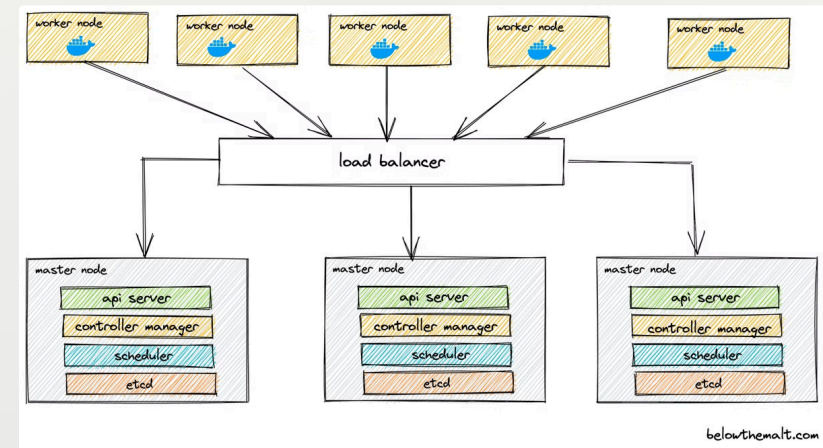 worker node
worker node
worker node
worker node
worker node
load balancer
master node
api server
controller manager
scheduler
etcd
master node
api server
controller manager
scheduler
etcd
master node
api server
controller manager
scheduler
etcd
belowthemalt.com